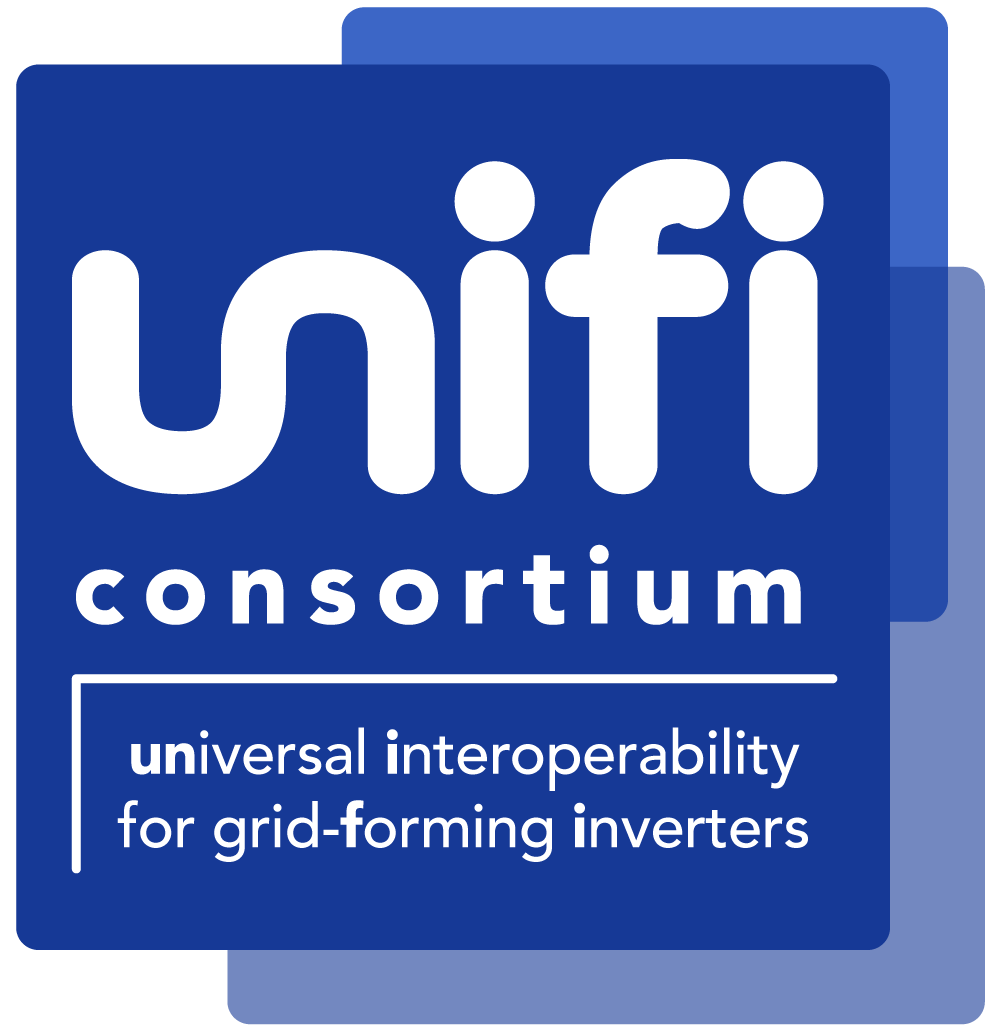 unifi
consortium
universal interoperability
for grid-forming inverters